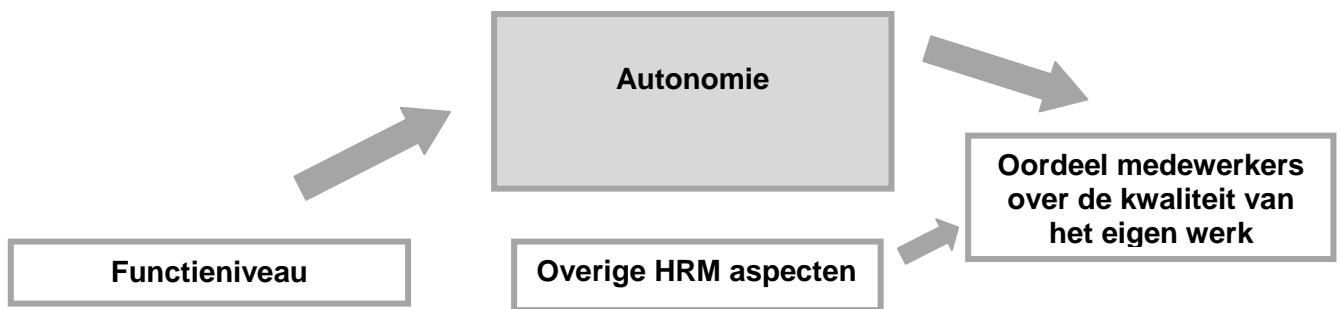 Autonomie
Oordeel medewerkers
over de kwaliteit van
het eigen werk
Functieniveau
Overige HRM aspecten